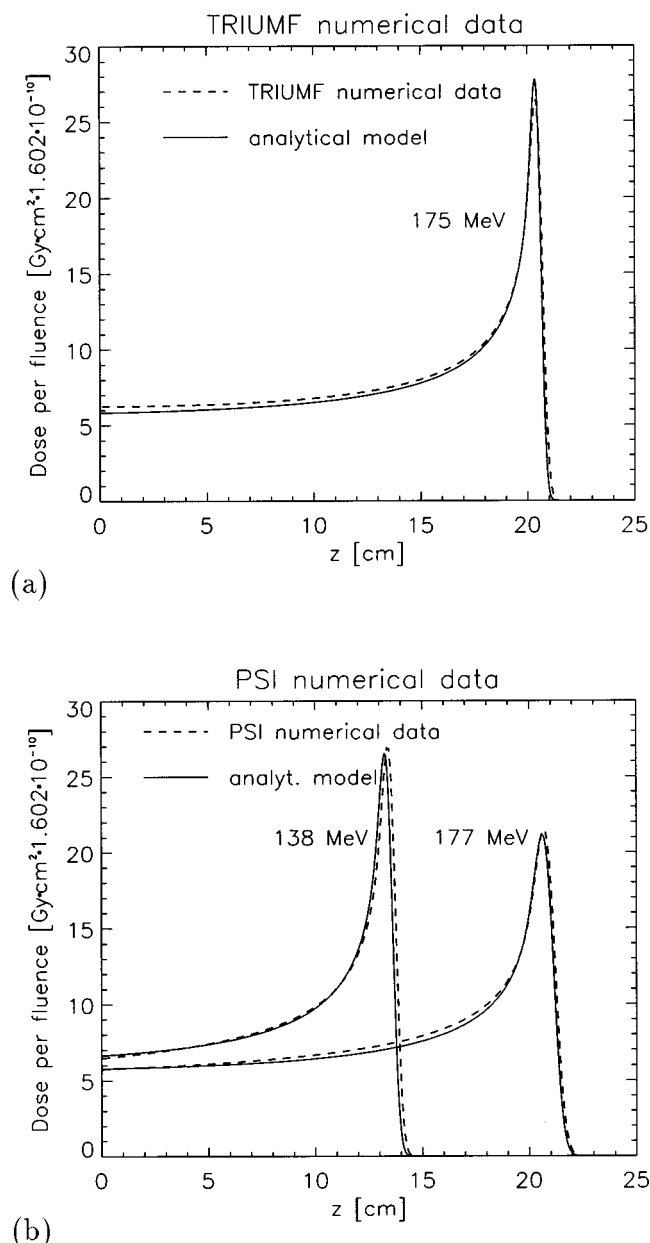 TRIUMF numerical data
30
25
20
15
10
5
0
Dose per fluence [Gy·cm²·1.602·10⁻¹⁰]
TRIUMF numerical data
analytical model
175 MeV
0 5 10 15 20 25
z [cm]
(a)
PSI numerical data
30
25
20
15
10
5
0
Dose per fluence [Gy·cm²·1.602·10⁻¹⁰]
PSI numerical data
analyt. model
138 MeV 177 MeV
0 5 10 15 20 25
z [cm]
(b)